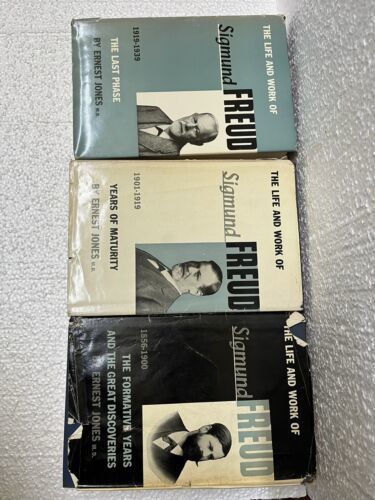 THE LIFE AND WORK OF
Sigmund
FREUD
1919-1939
THE LAST PHASE
BY ERNEST JONES M.D.
THE LIFE AND WORK OF
Sigmund
FREUD
1901-1919
YEARS OF MATURITY
BY ERNEST JONES M.D.
THE LIFE AND WORK OF
Sigmund
FREUD
1856-1900
THE FORMATIVE YEARS
AND THE GREAT DISCOVERIES
BY ERNEST JONES M.D.